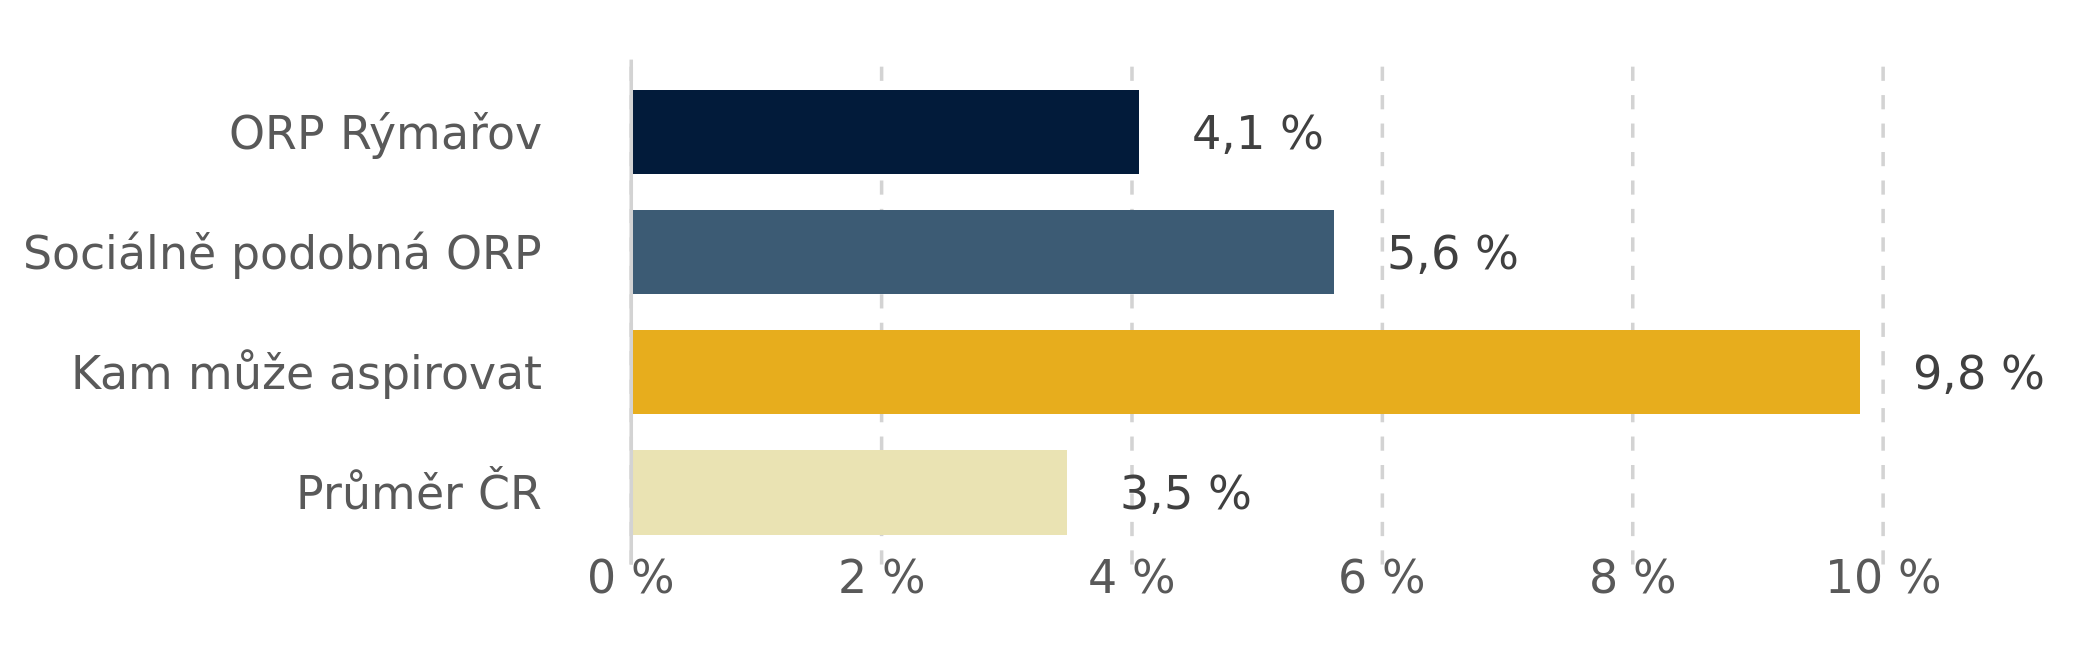 ORP Rýmařov 4,1 %
Sociálně podobná ORP 5,6 %
Kam může aspirovat 9,8 %
Průměr ČR 3,5 %
0 % 2 % 4 % 6 % 8 % 10 %